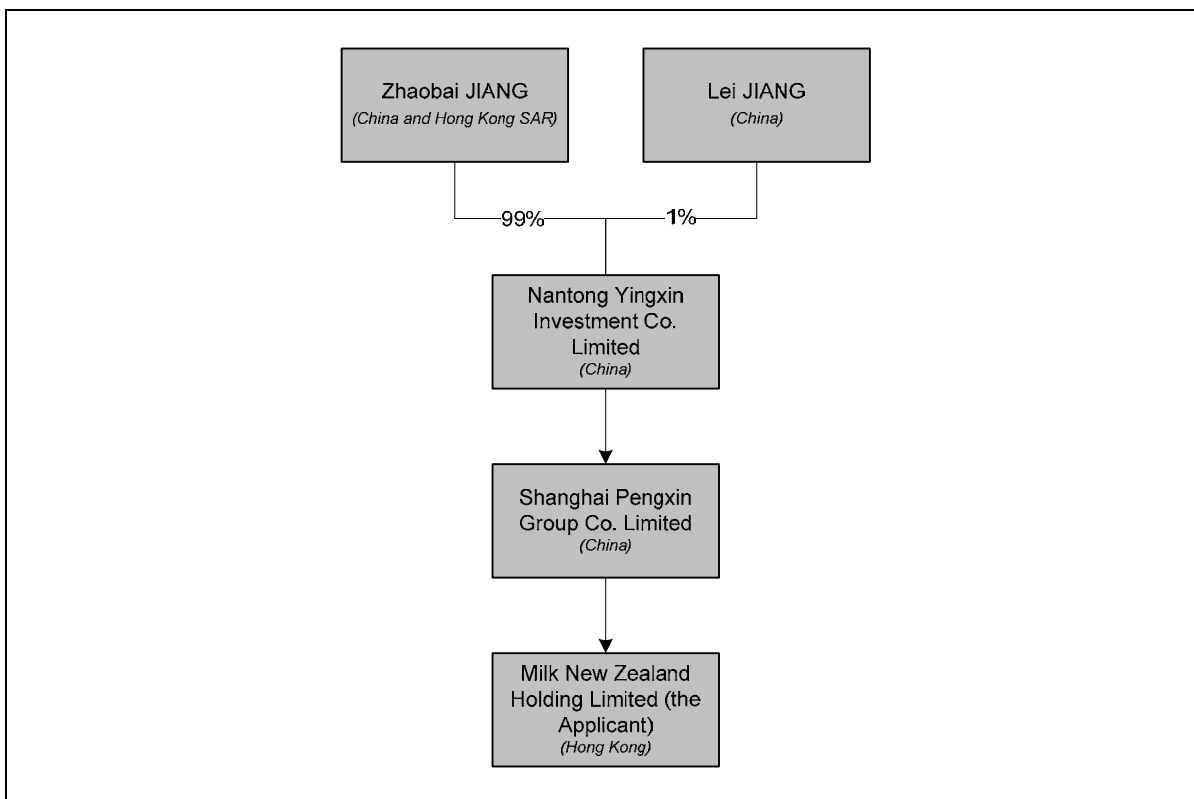 Zhaobai JIANG
(China and Hong Kong SAR)
Lei JIANG
(China)
99%
1%
Nantong Yingxin
Investment Co.
Limited
(China)
Shanghai Pengxin
Group Co. Limited
(China)
Milk New Zealand
Holding Limited (the
Applicant)
(Hong Kong)